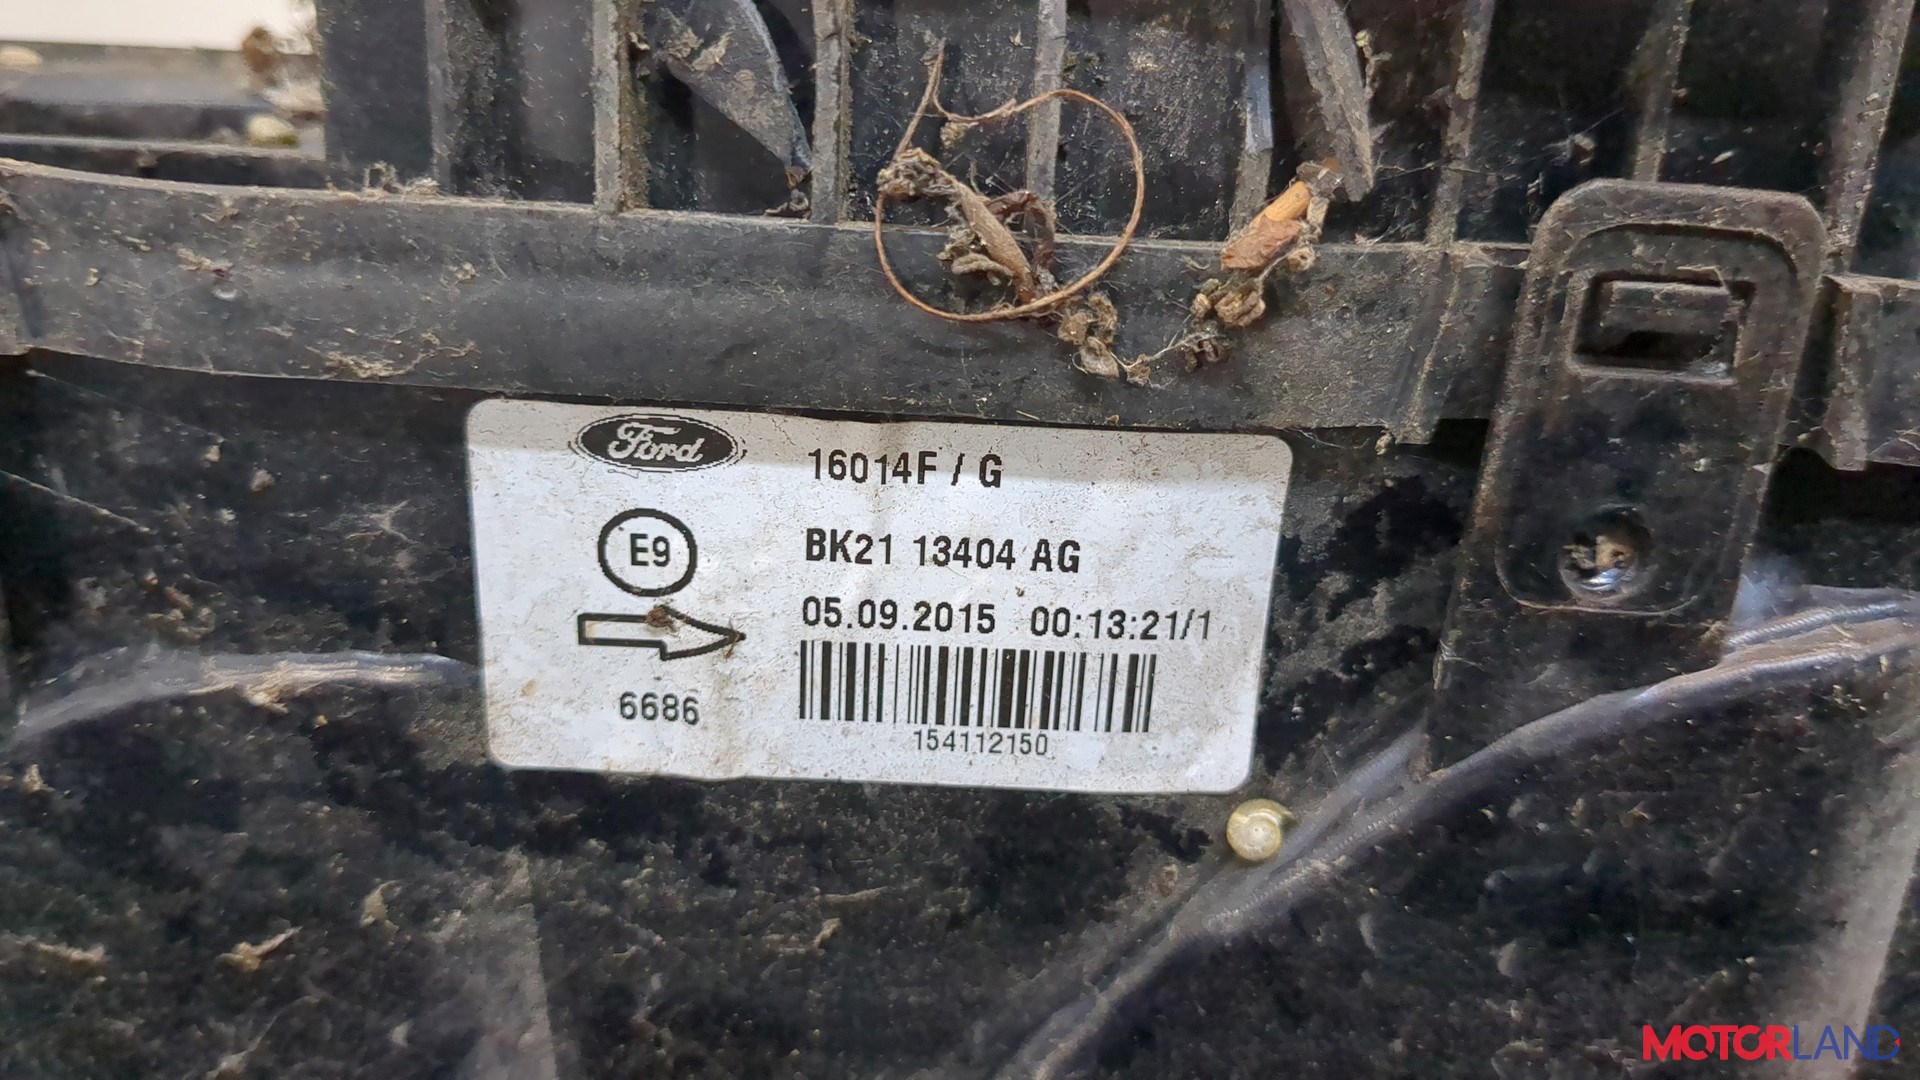 Ford
16014F / G
E9
BK21 13404 AG
05.09.2015 00:13:21/1
6686
154112150
MOTORLAND